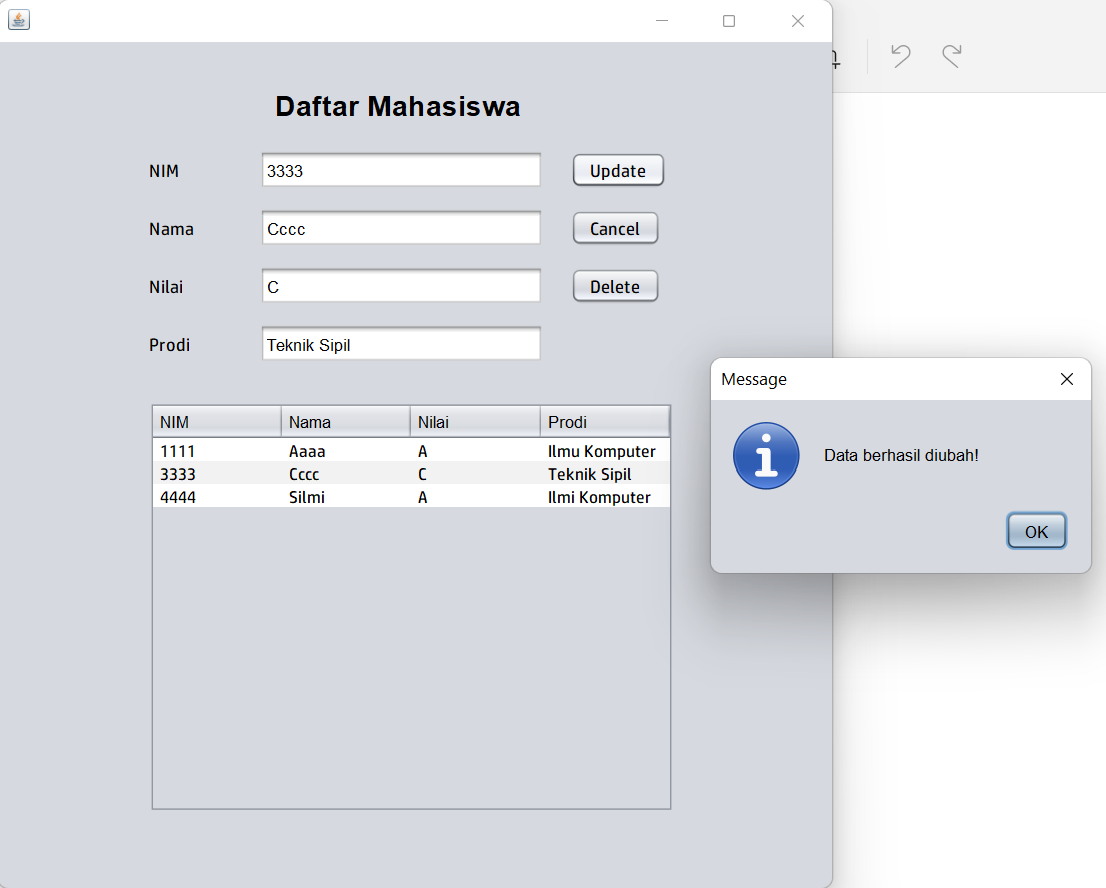 Daftar Mahasiswa
NIM 3333 Update
Nama Cccc Cancel
Nilai C Delete
Prodi Teknik Sipil
NIM Nama Nilai Prodi
1111 Aaaa A Ilmu Komputer
3333 Cccc C Teknik Sipil
4444 Silmi A Ilmi Komputer
Message
Data berhasil diubah!
OK